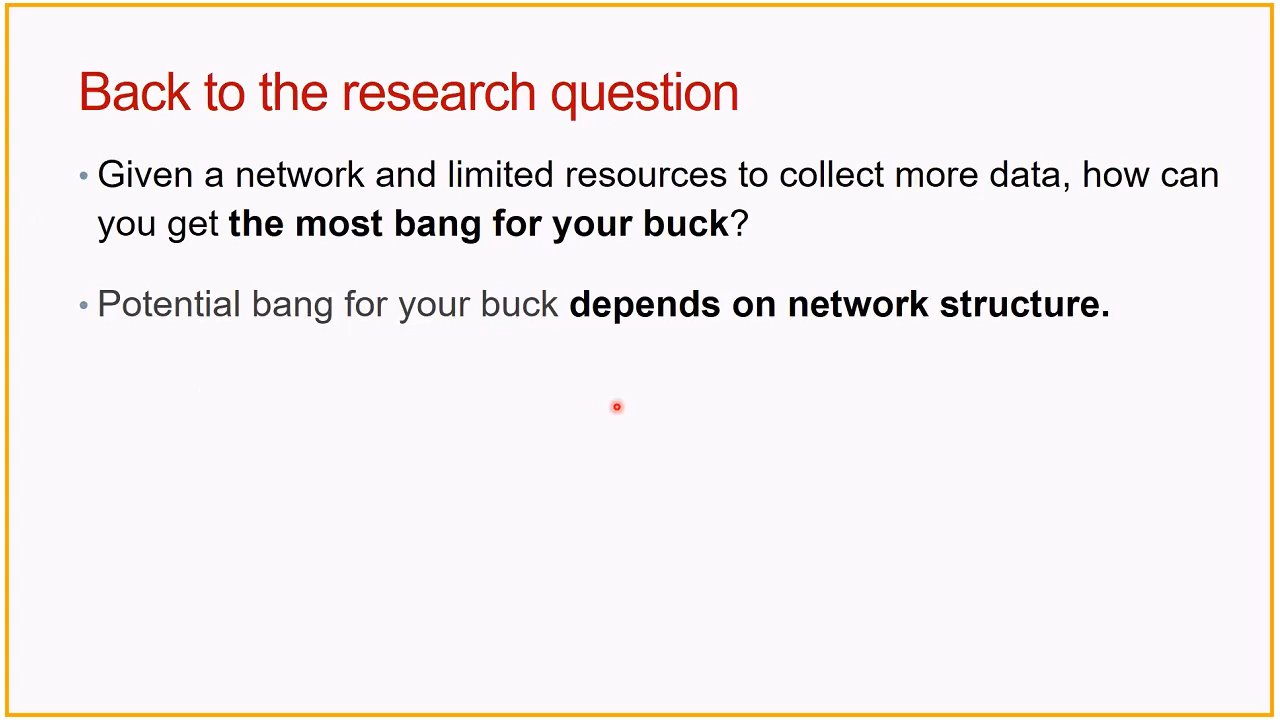 Back to the research question
• Given a network and limited resources to collect more data, how can
you get the most bang for your buck?
• Potential bang for your buck depends on network structure.